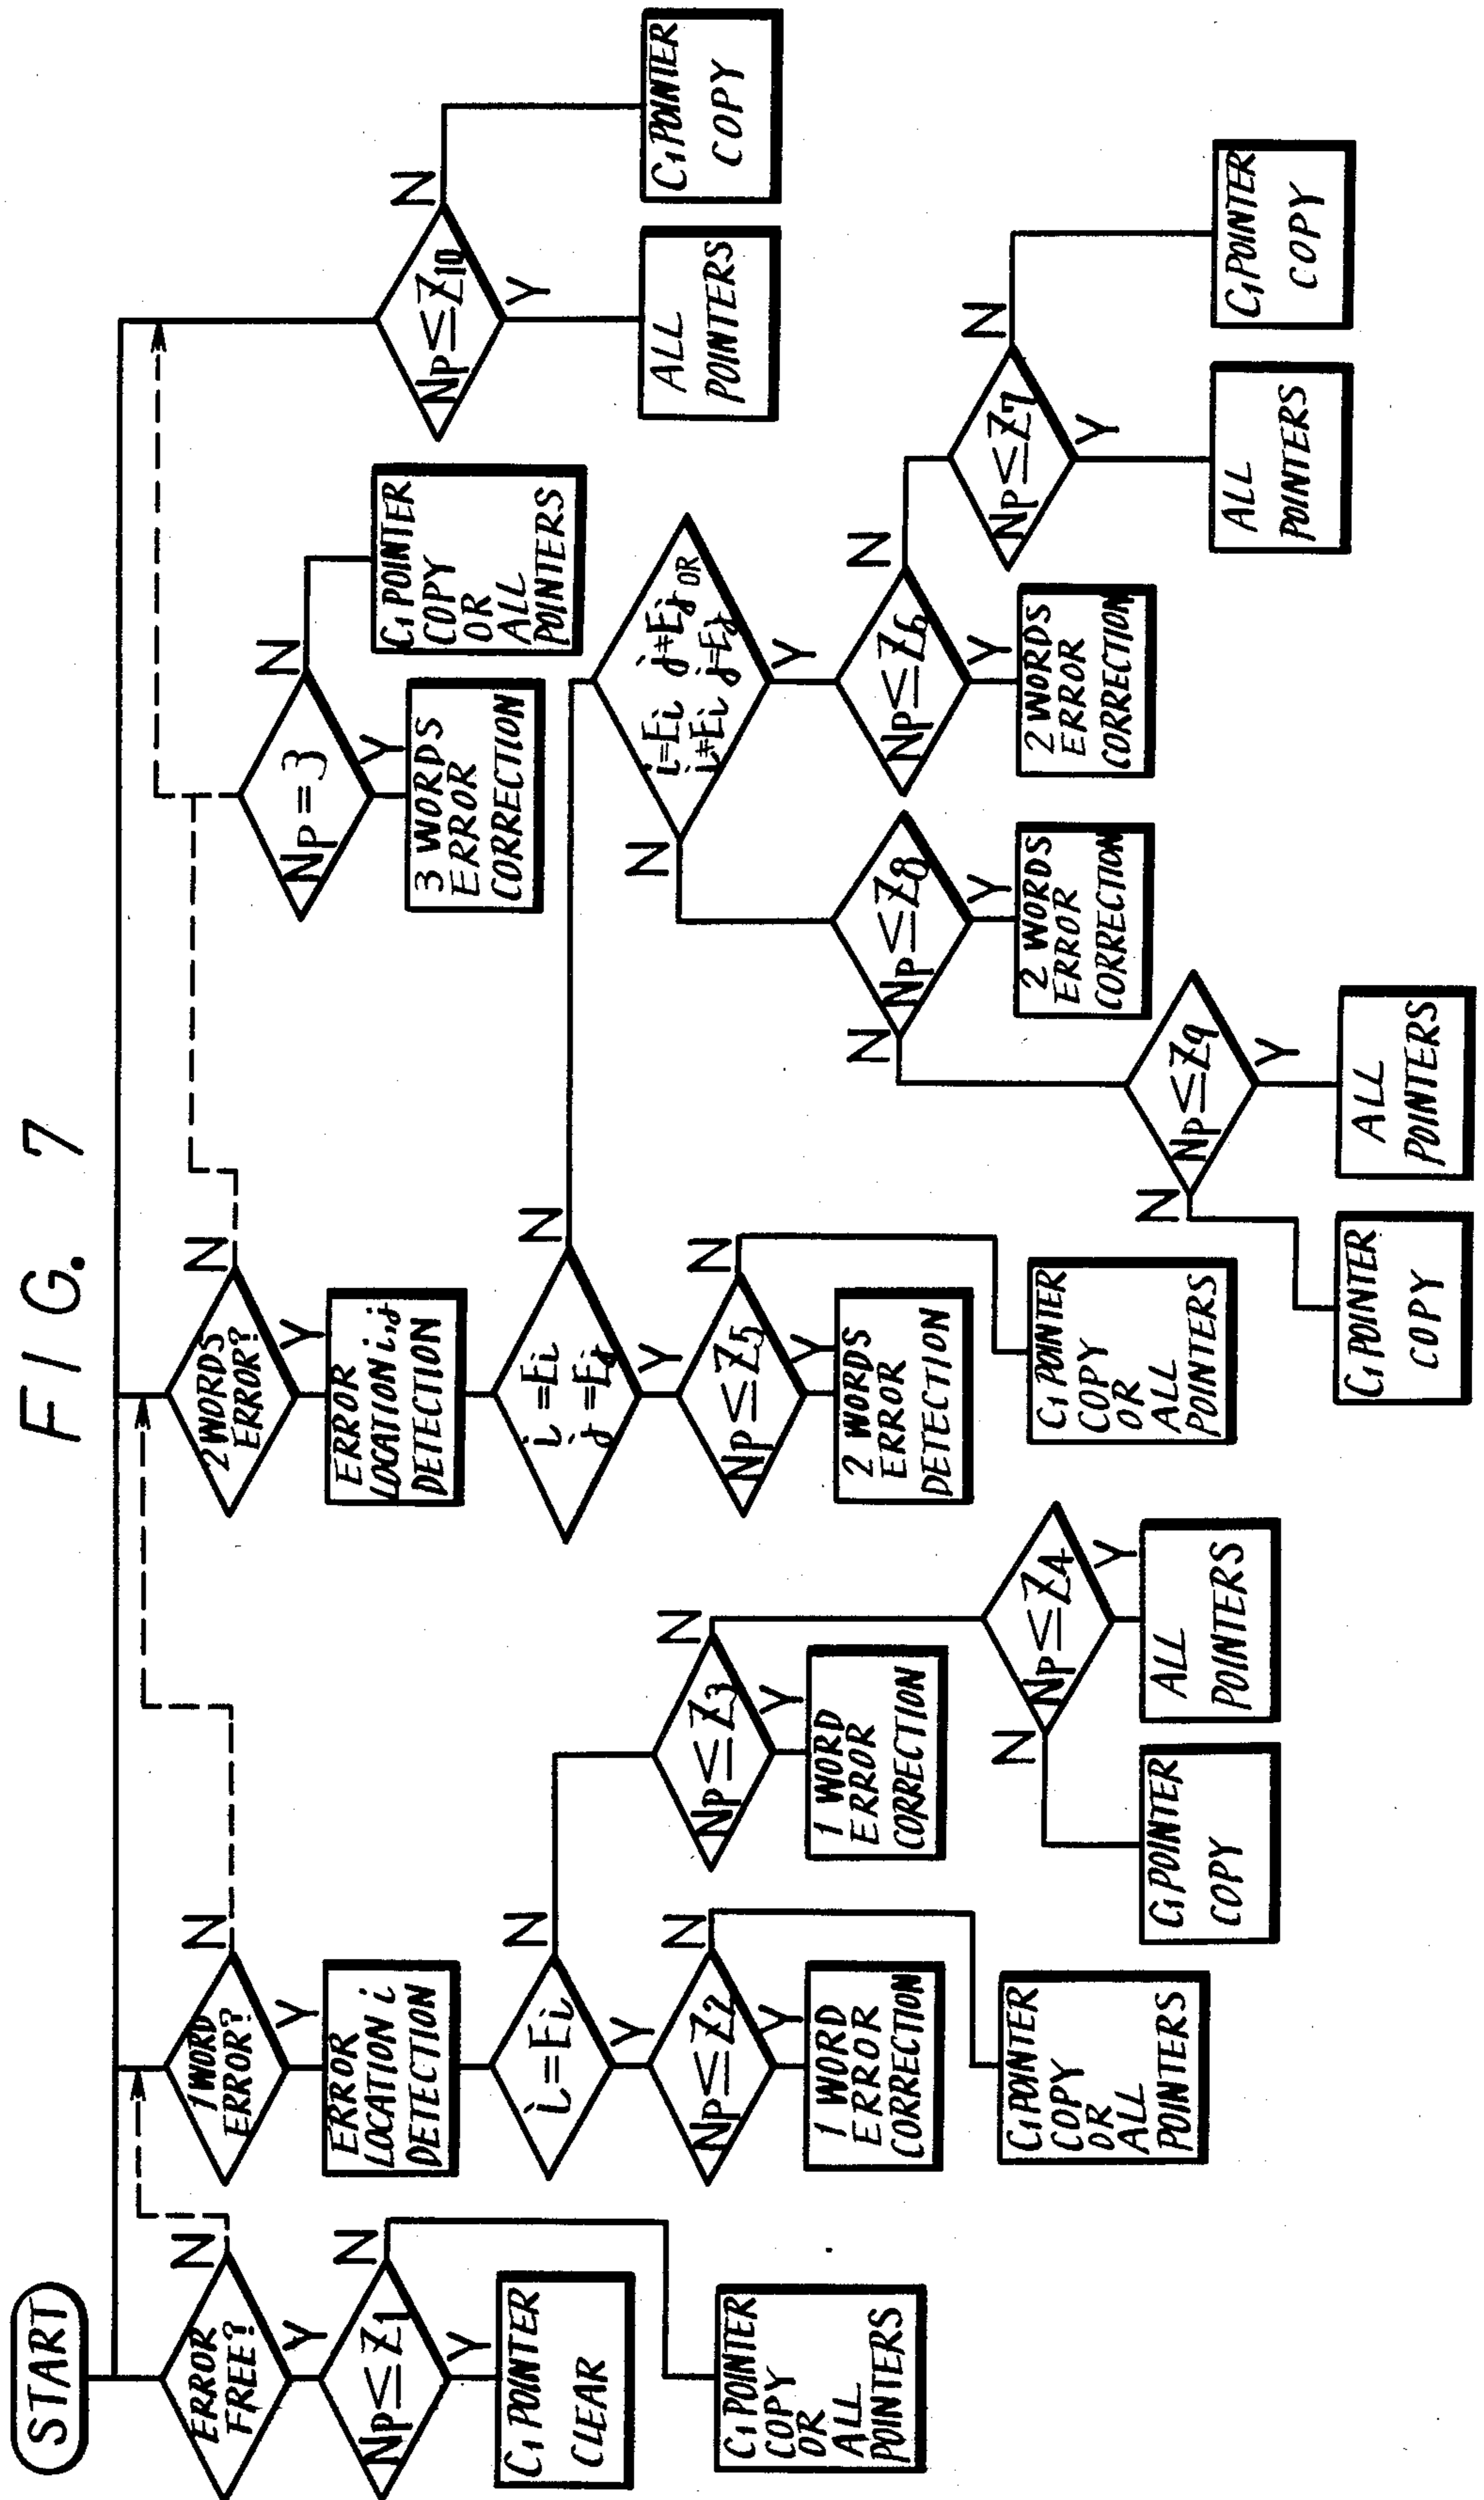 FIG. 7
START
ERROR
FREE?
N
Y
Np≤Z1
N
Y
C1 POINTER
CLEAR
C1 POINTER
COPY
OR
ALL
POINTERS
1 WORD
ERROR?
N
Y
ERROR
LOCATION i
DETECTION
i=Ei
N
Y
Np≤Z2
N
Y
1 WORD
ERROR
CORRECTION
C1 POINTER
COPY
OR
ALL
POINTERS
Np≤Z3
N
Y
1 WORD
ERROR
CORRECTION
Np≤Z4
N
Y
C1 POINTER
COPY
ALL
POINTERS
2 WORDS
ERROR?
N
Y
ERROR
LOCATION i,j
DETECTION
i=Ei
j=Ej
N
Y
Np≤Z5
N
Y
2 WORDS
ERROR
DETECTION
C1 POINTER
COPY
OR
ALL
POINTERS
i=Ei j≠Ej OR
i≠Ei j=Ej
N
Y
Np≤Z8
N
Y
2 WORDS
ERROR
CORRECTION
Np≤Z9
N
Y
C1 POINTER
COPY
ALL
POINTERS
Np≤Z6
N
Y
2 WORDS
ERROR
CORRECTION
Np≤Z7
N
Y
ALL
POINTERS
C1 POINTER
COPY
Np=3
N
Y
3 WORDS
ERROR
CORRECTION
C1 POINTER
COPY
OR
ALL
POINTERS
Np≤Z10
N
Y
ALL
POINTERS
C1 POINTER
COPY